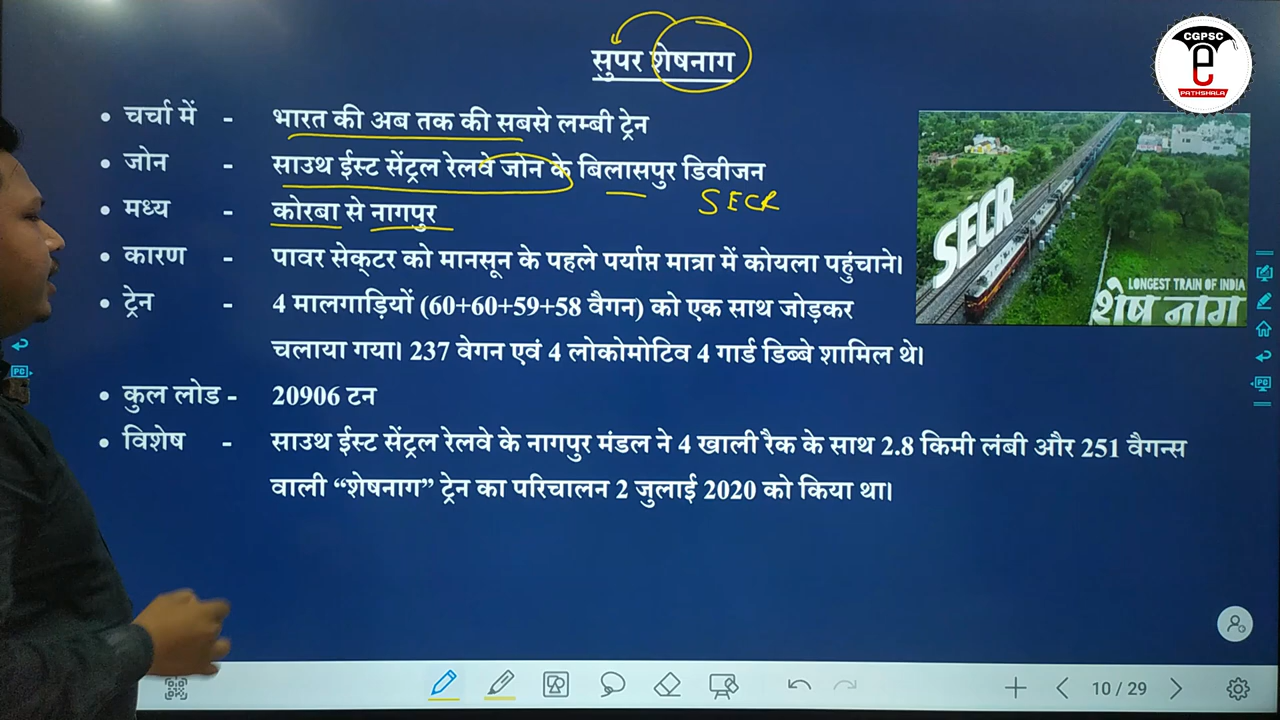 CGPSC
e
PATHSHALA
सुपर शेषनाग
• चर्चा में - भारत की अब तक की सबसे लम्बी ट्रेन
• जोन - साउथ ईस्ट सेंट्रल रेलवे जोन के बिलासपुर डिवीजन
SECR
• मध्य - कोरबा से नागपुर
• कारण - पावर सेक्टर को मानसून के पहले पर्याप्त मात्रा में कोयला पहुंचाने।
• ट्रेन - 4 मालगाड़ियों (60+60+59+58 वैगन) को एक साथ जोड़कर
चलाया गया। 237 वेगन एवं 4 लोकोमोटिव 4 गार्ड डिब्बे शामिल थे।
• कुल लोड - 20906 टन
• विशेष - साउथ ईस्ट सेंट्रल रेलवे के नागपुर मंडल ने 4 खाली रैक के साथ 2.8 किमी लंबी और 251 वैगन्स
वाली “शेषनाग” ट्रेन का परिचालन 2 जुलाई 2020 को किया था।
SECR
LONGEST TRAIN OF INDIA
शेष नाग
PC
PC
10 / 29